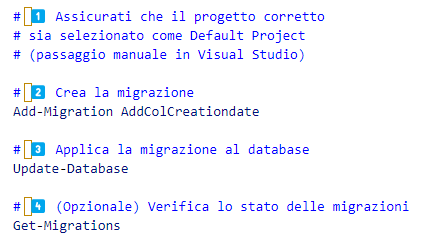 # 1️⃣ Assicurati che il progetto corretto
# sia selezionato come Default Project
# (passaggio manuale in Visual Studio)
# 2️⃣ Crea la migrazione
Add-Migration AddColCreationdate
# 3️⃣ Applica la migrazione al database
Update-Database
# 4️⃣ (Opzionale) Verifica lo stato delle migrazioni
Get-Migrations